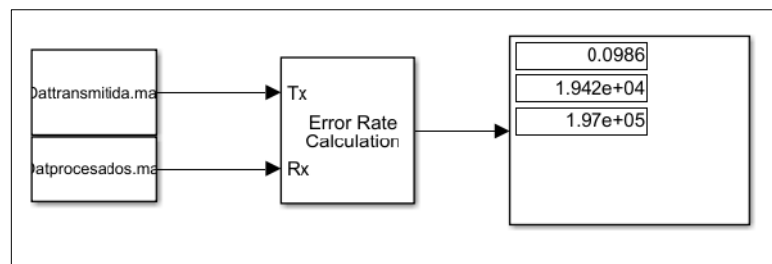 Dattransmitida.ma
Datprocesados.ma
Tx
Rx
Error Rate
Calculation
0.0986
1.942e+04
1.97e+05